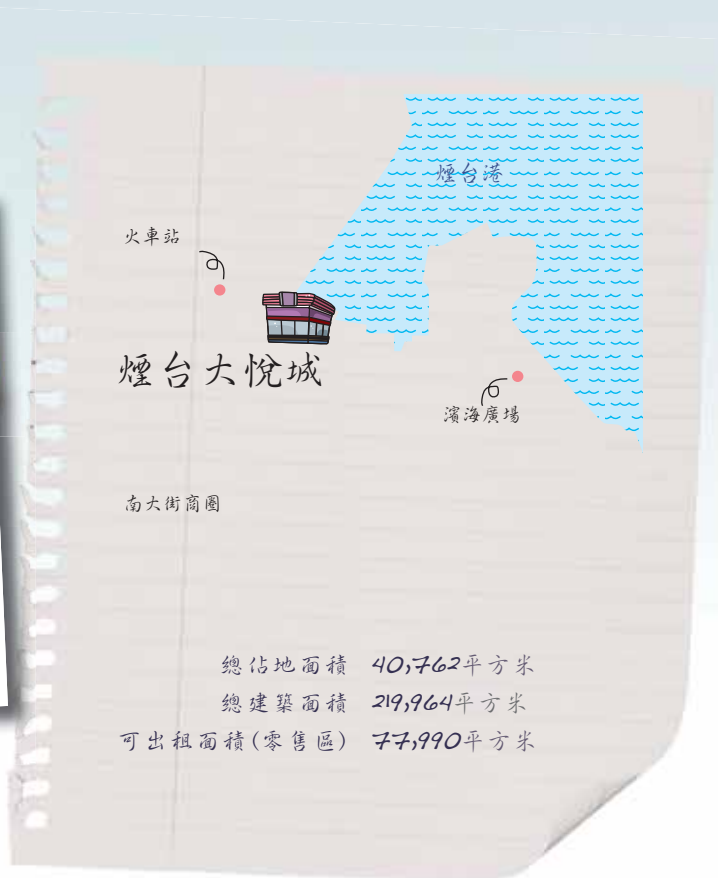 煙台港
火車站
煙台大悅城
濱海廣場
南大街商圈
總佔地面積 40,762平方米
總建築面積 219,964平方米
可出租面積(零售區) 77,990平方米